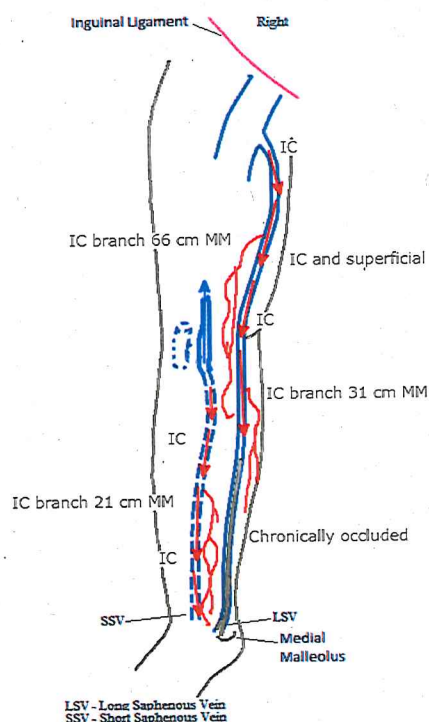 Inguinal Ligament
Right
IC
IC branch 66 cm MM
IC and superficial
IC
IC branch 31 cm MM
IC
IC branch 21 cm MM
Chronically occluded
IC
SSV
LSV
Medial
Malleolus
LSV - Long Saphenous Vein
SSV - Short Saphenous Vein